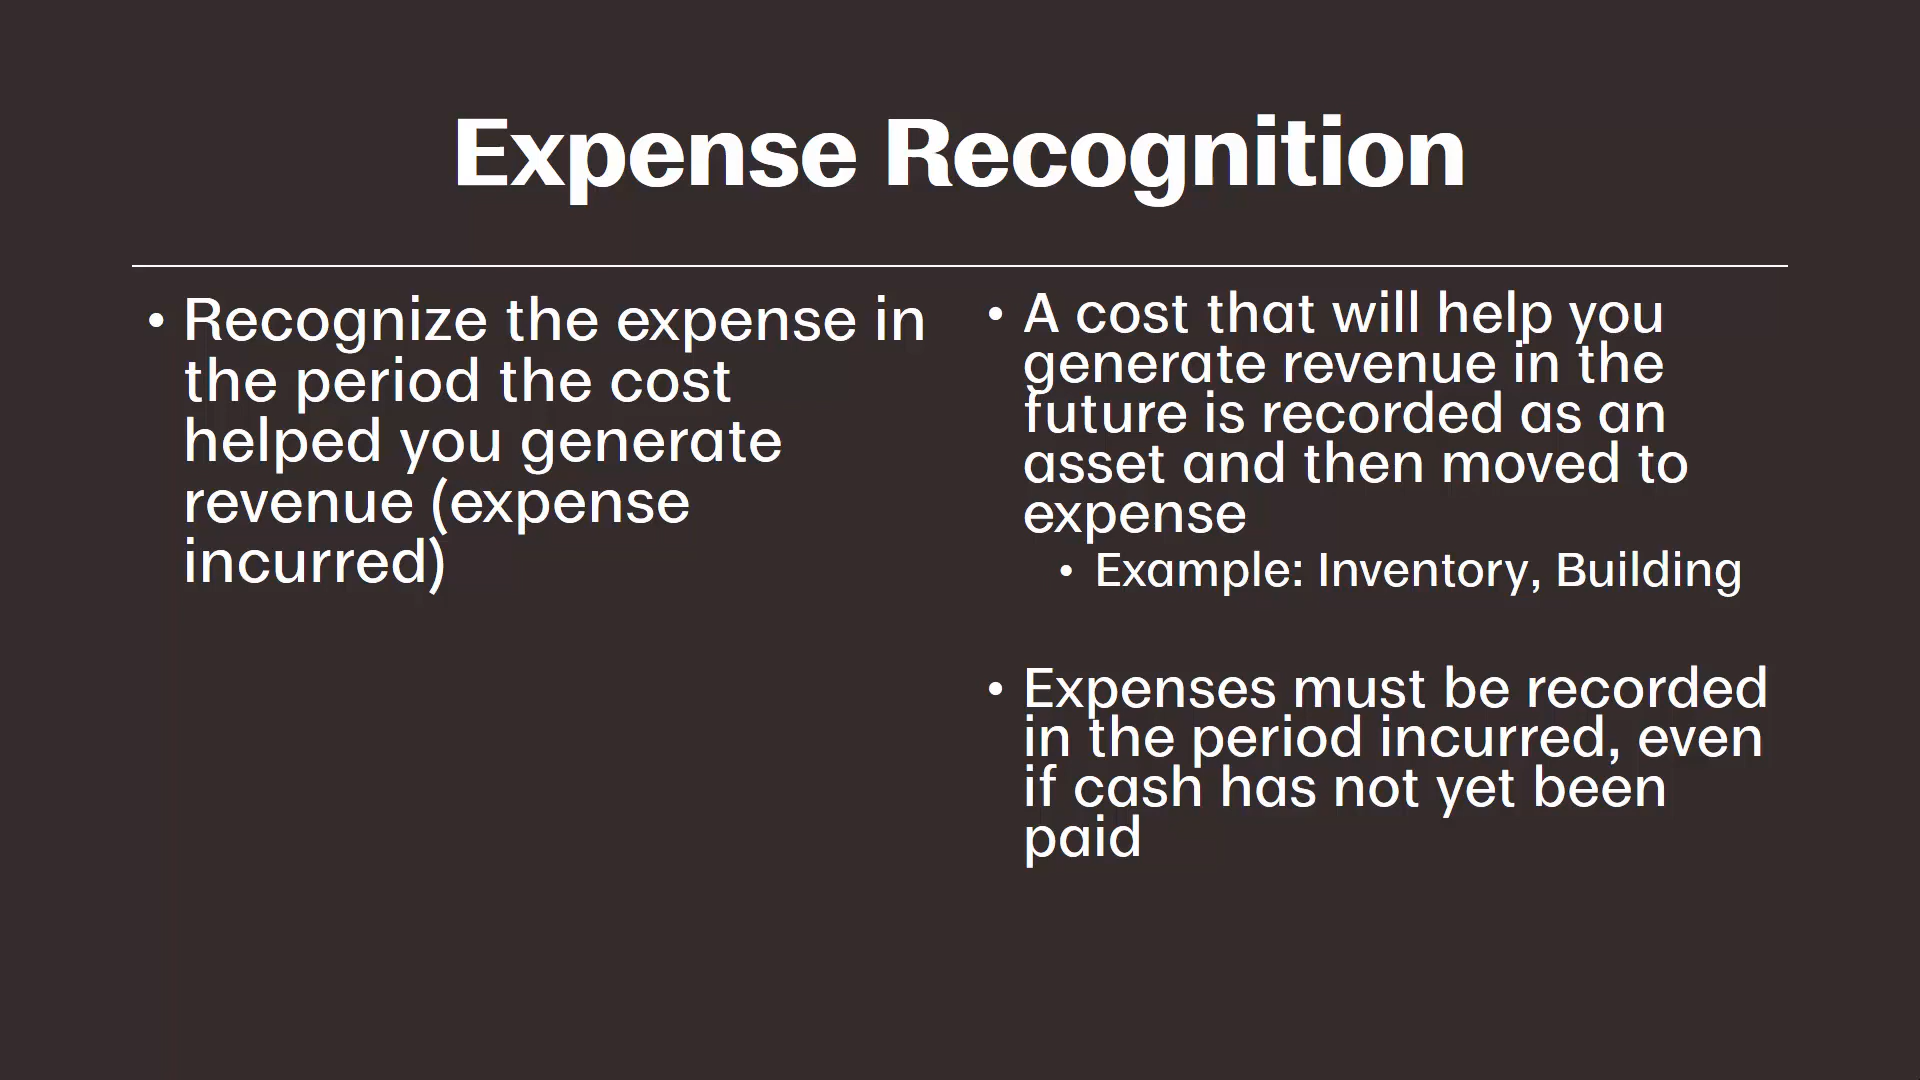 Expense Recognition
• Recognize the expense in
the period the cost
helped you generate
revenue (expense
incurred)
• A cost that will help you
generate revenue in the
future is recorded as an
asset and then moved to
expense
• Example: Inventory, Building
• Expenses must be recorded
in the period incurred, even
if cash has not yet been
paid